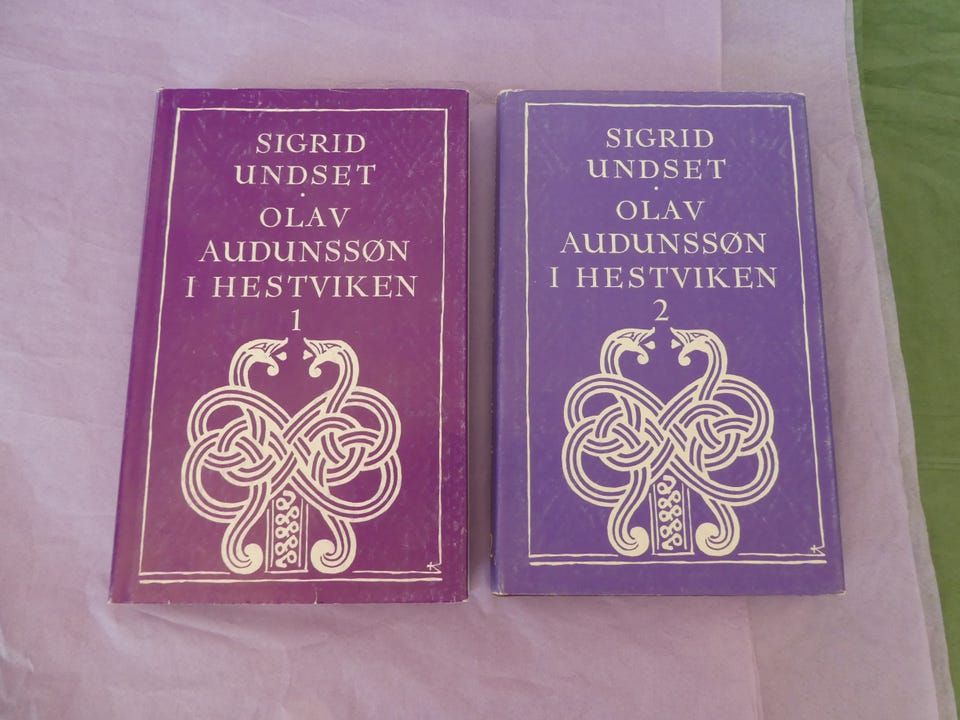 SIGRID
UNDSET
·
OLAV
AUDUNSSØN
I HESTVIKEN
1
SIGRID
UNDSET
·
OLAV
AUDUNSSØN
I HESTVIKEN
2